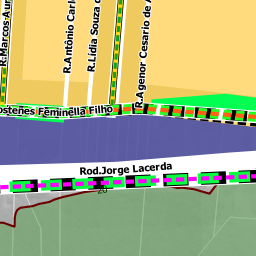 R.Marcos Aur
R.Antônio Carl
R.Lídia Souza d
R.Agenor Cesario de A
ostenes Feminella Filho
Rod.Jorge Lacerda
20